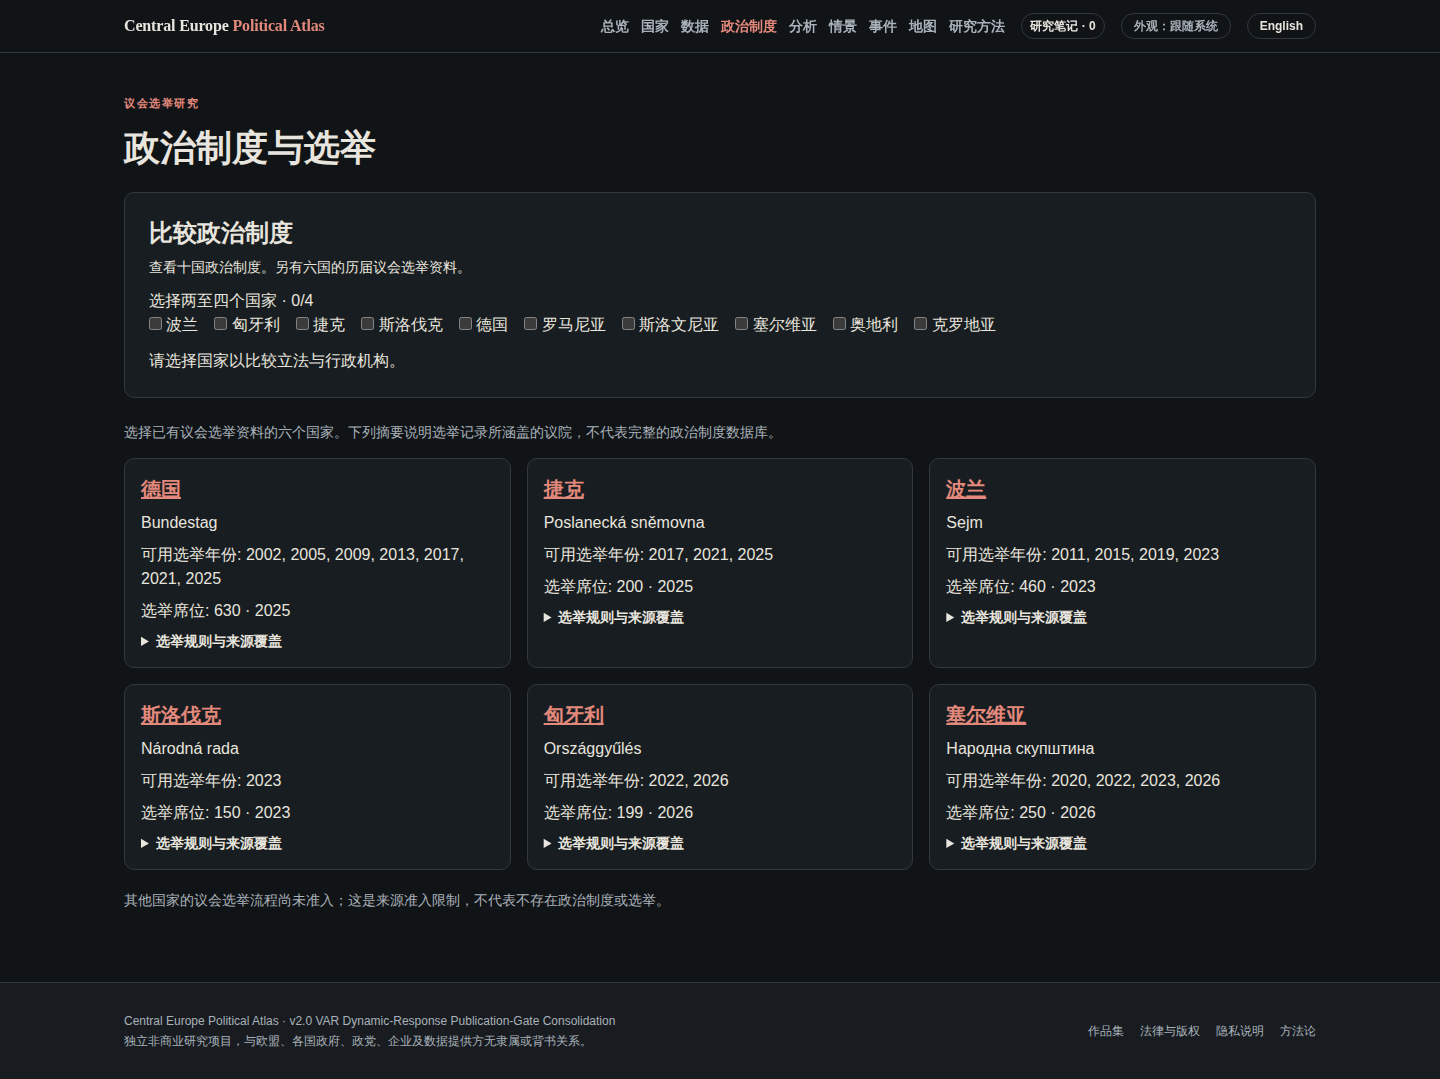 Central Europe Political Atlas
总览 国家 数据 政治制度 分析 情景 事件 地图 研究方法 研究笔记 · 0 外观：跟随系统 English
议会选举研究
政治制度与选举
比较政治制度
查看十国政治制度。另有六国的历届议会选举资料。
选择两至四个国家 · 0/4
波兰 匈牙利 捷克 斯洛伐克 德国 罗马尼亚 斯洛文尼亚 塞尔维亚 奥地利 克罗地亚
请选择国家以比较立法与行政机构。
选择已有议会选举资料的六个国家。下列摘要说明选举记录所涵盖的议院，不代表完整的政治制度数据库。
德国
Bundestag
可用选举年份: 2002, 2005, 2009, 2013, 2017,
2021, 2025
选举席位: 630 · 2025
选举规则与来源覆盖
捷克
Poslanecká sněmovna
可用选举年份: 2017, 2021, 2025
选举席位: 200 · 2025
选举规则与来源覆盖
波兰
Sejm
可用选举年份: 2011, 2015, 2019, 2023
选举席位: 460 · 2023
选举规则与来源覆盖
斯洛伐克
Národná rada
可用选举年份: 2023
选举席位: 150 · 2023
选举规则与来源覆盖
匈牙利
Országgyűlés
可用选举年份: 2022, 2026
选举席位: 199 · 2026
选举规则与来源覆盖
塞尔维亚
Народна скупштина
可用选举年份: 2020, 2022, 2023, 2026
选举席位: 250 · 2026
选举规则与来源覆盖
其他国家的议会选举流程尚未准入；这是来源准入限制，不代表不存在政治制度或选举。
Central Europe Political Atlas · v2.0 VAR Dynamic-Response Publication-Gate Consolidation
独立非商业研究项目，与欧盟、各国政府、政党、企业及数据提供方无隶属或背书关系。
作品集 法律与版权 隐私说明 方法论